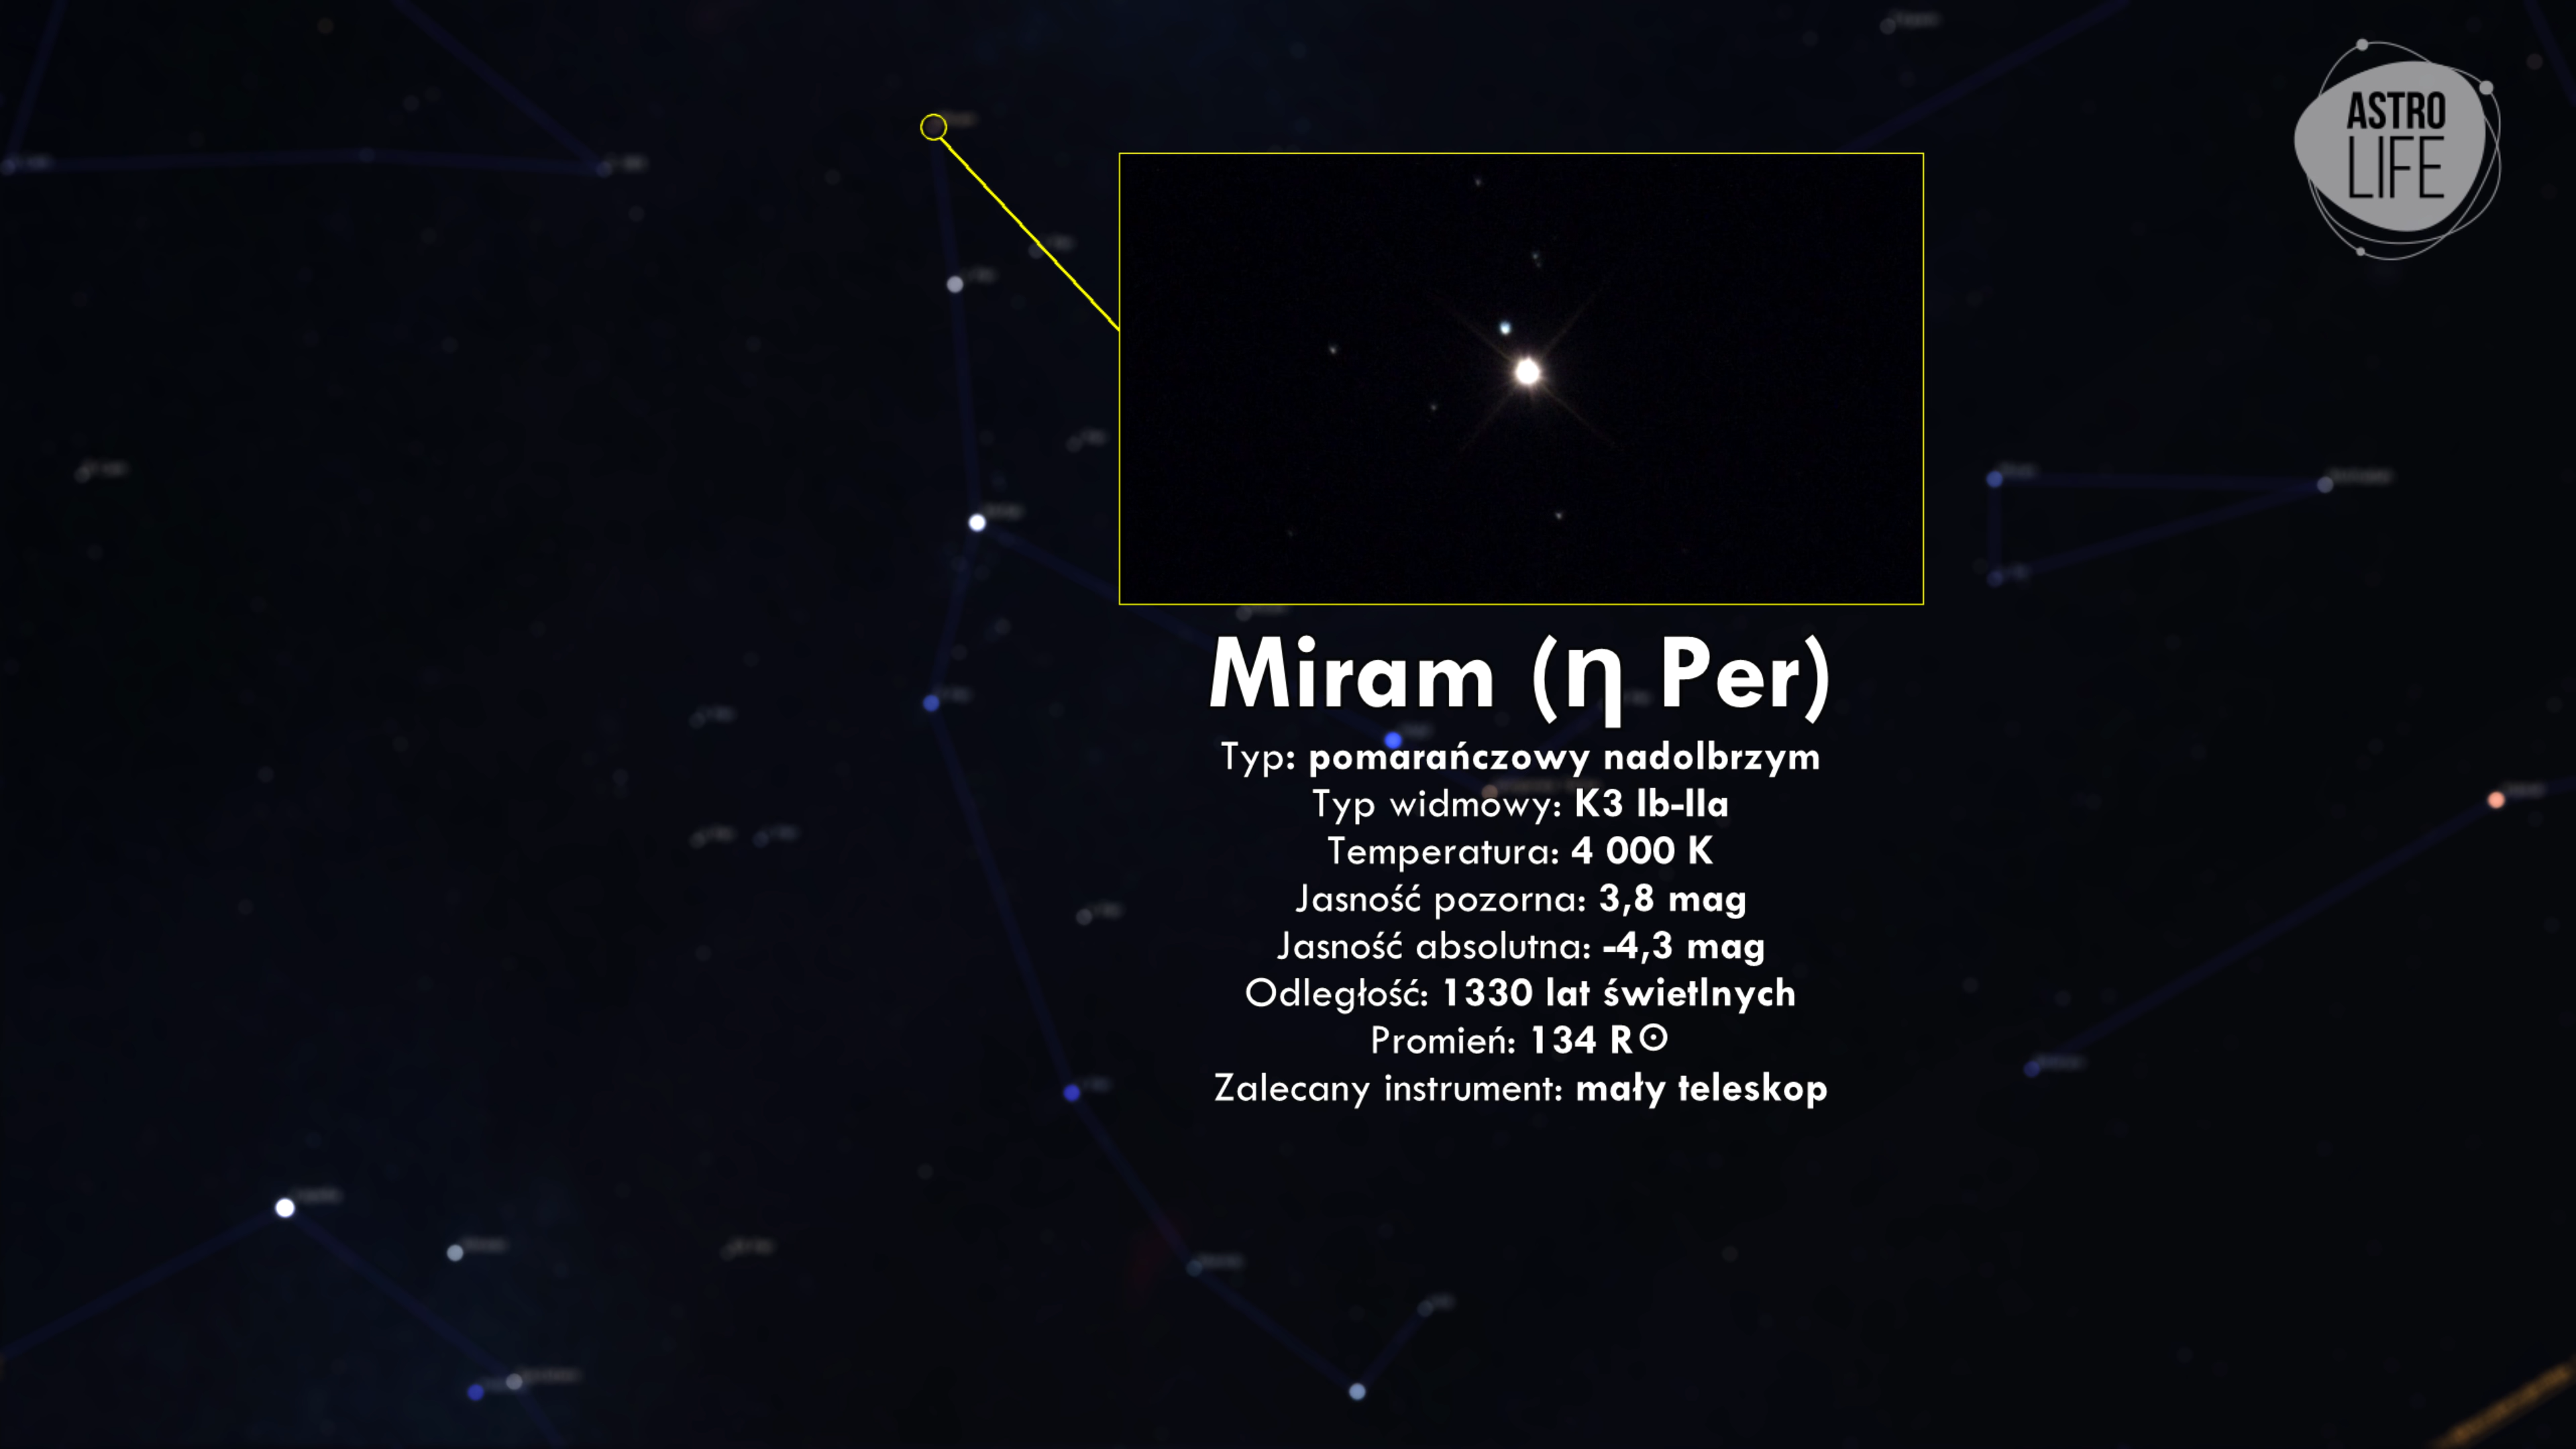 ASTRO
LIFE
Miram (η Per)
Typ: pomarańczowy nadolbrzym
Typ widmowy: K3 Ib-IIa
Temperatura: 4 000 K
Jasność pozorna: 3,8 mag
Jasność absolutna: -4,3 mag
Odległość: 1330 lat świetlnych
Promień: 134 R☉
Zalecany instrument: mały teleskop